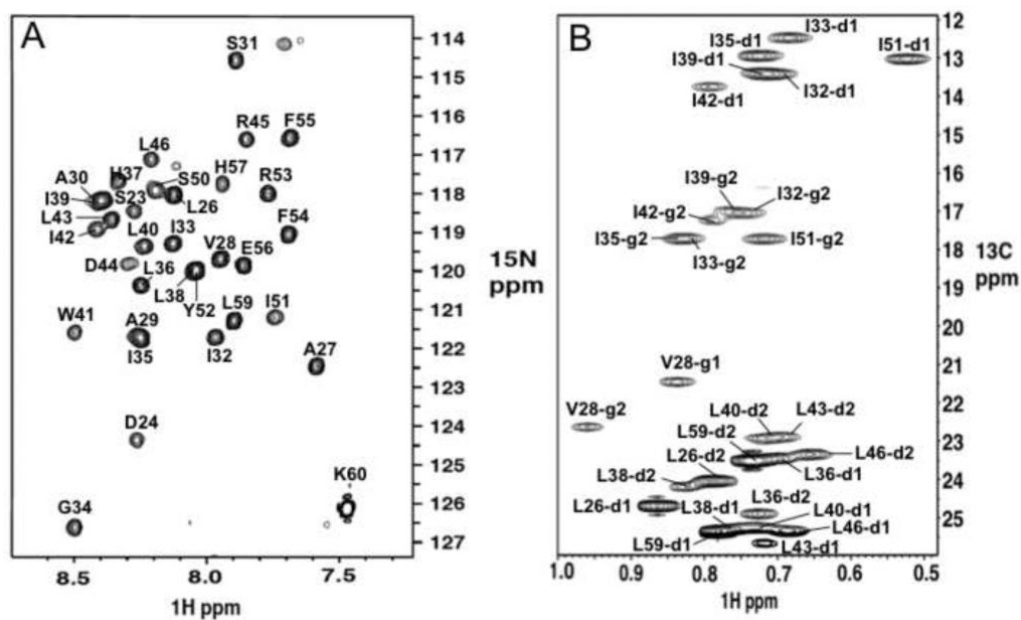 A
S31
R45
F55
L46
A30
H37
S50
H57
R53
I39
S23
L43
L26
I42
L40
I33
V28
F54
D44
L36
E56
L38
Y52
W41
A29
L59
I51
I35
I32
A27
D24
K60
G34
114
115
116
117
118
119
120
121
122
123
124
125
126
127
15N
ppm
8.5
8.0
7.5
1H ppm
B
I33-d1
I35-d1
I51-d1
I39-d1
I32-d1
I42-d1
I39-g2
I32-g2
I42-g2
I35-g2
I51-g2
I33-g2
V28-g1
V28-g2
L40-d2
L43-d2
L59-d2
L46-d2
L26-d2
L36-d1
L38-d2
L36-d2
L26-d1
L38-d1
L40-d1
L46-d1
L59-d1
L43-d1
12
13
14
15
16
17
18
19
20
21
22
23
24
25
13C
ppm
1.0
0.9
0.8
0.7
0.6
0.5
1H ppm